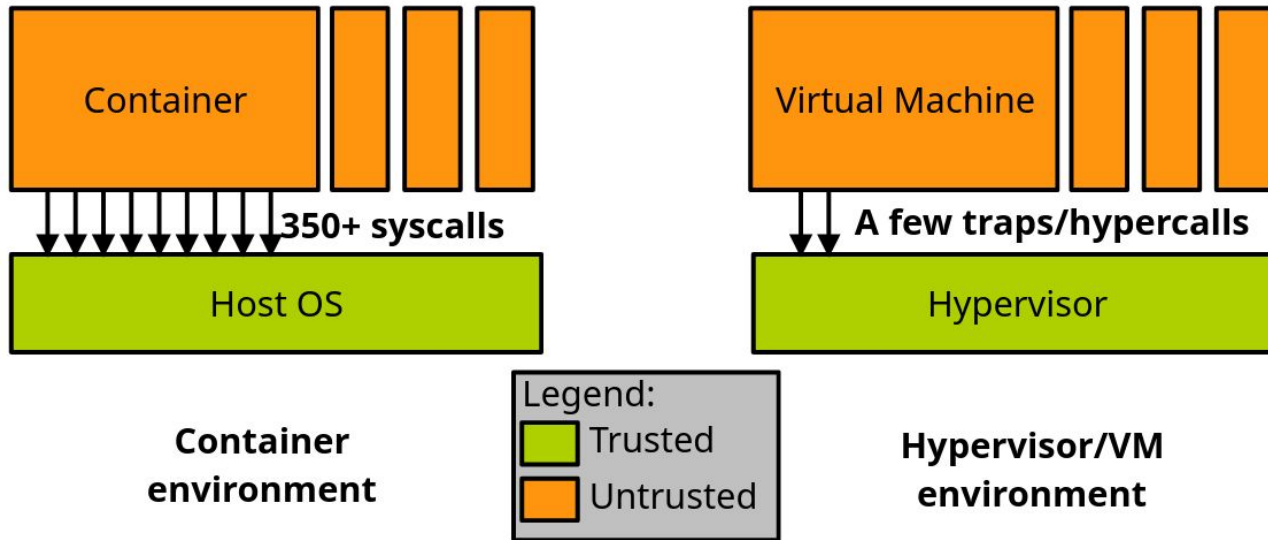 Container
Virtual Machine
350+ syscalls
A few traps/hypercalls
Host OS
Hypervisor
Legend:
Trusted
Untrusted
Container
environment
Hypervisor/VM
environment